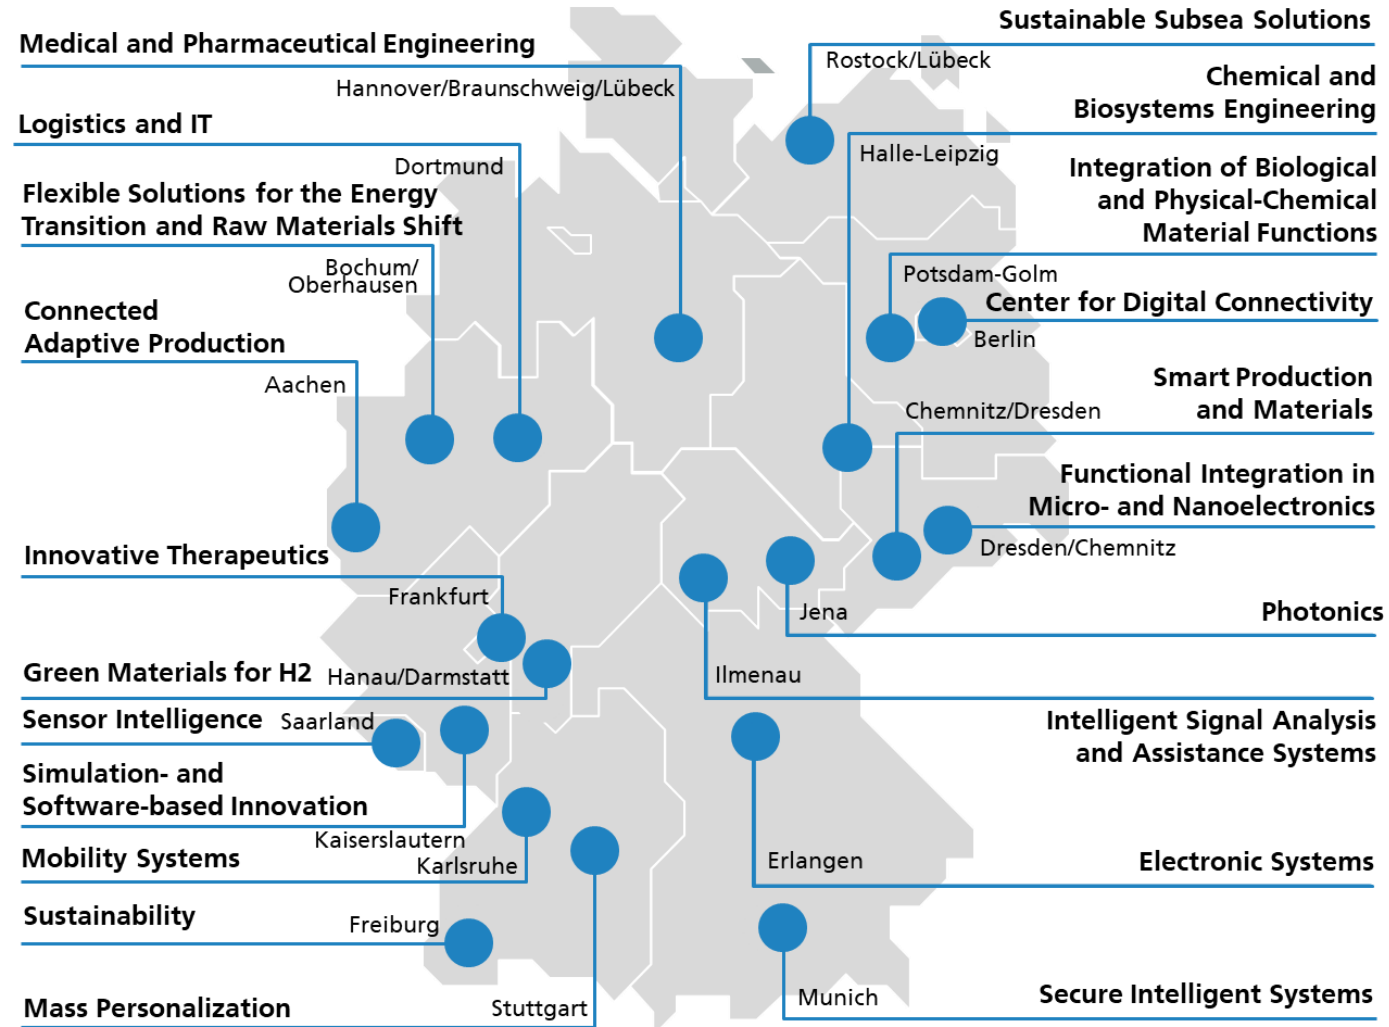 Medical and Pharmaceutical Engineering
Hannover/Braunschweig/Lübeck
Logistics and IT
Dortmund
Flexible Solutions for the Energy
Transition and Raw Materials Shift
Bochum/
Oberhausen
Connected
Adaptive Production
Aachen
Innovative Therapeutics
Frankfurt
Green Materials for H2
Hanau/Darmstatt
Sensor Intelligence
Saarland
Simulation- and
Software-based Innovation
Kaiserslautern
Mobility Systems
Karlsruhe
Sustainability
Freiburg
Mass Personalization
Stuttgart
Sustainable Subsea Solutions
Rostock/Lübeck
Chemical and
Biosystems Engineering
Halle-Leipzig
Integration of Biological
and Physical-Chemical
Material Functions
Potsdam-Golm
Center for Digital Connectivity
Berlin
Smart Production
and Materials
Chemnitz/Dresden
Functional Integration in
Micro- and Nanoelectronics
Dresden/Chemnitz
Photonics
Jena
Ilmenau
Intelligent Signal Analysis
and Assistance Systems
Erlangen
Electronic Systems
Munich
Secure Intelligent Systems